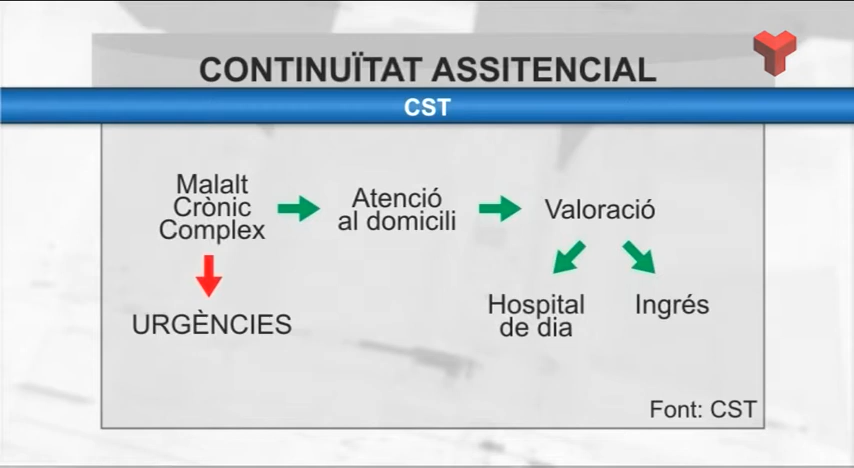 CONTINUÏTAT ASSITENCIAL
CST
Malalt
Crònic
Complex
Atenció
al domicili
Valoració
URGÈNCIES
Hospital
de dia
Ingrés
Font: CST